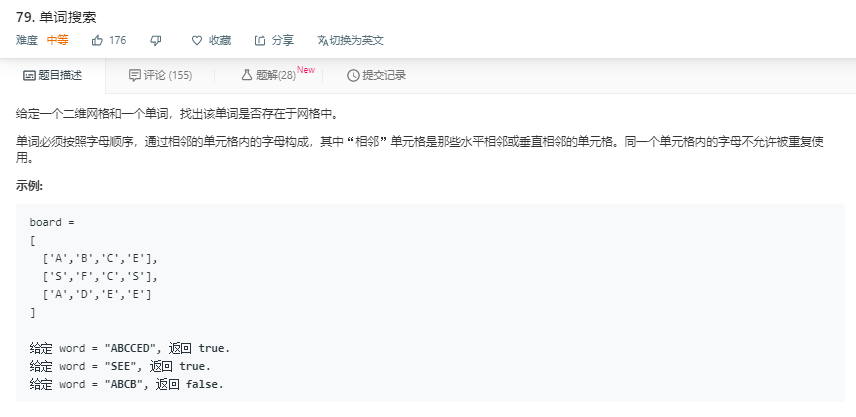 79. 单词搜索
难度 中等 176 收藏 分享 切换为英文
题目描述 评论 (155) 题解(28) New 提交记录
给定一个二维网格和一个单词，找出该单词是否存在于网格中。
单词必须按照字母顺序，通过相邻的单元格内的字母构成，其中“相邻”单元格是那些水平相邻或垂直相邻的单元格。同一个单元格内的字母不允许被重复使
用。
示例:
board =
[
['A','B','C','E'],
['S','F','C','S'],
['A','D','E','E']
]
给定 word = "ABCCED", 返回 true.
给定 word = "SEE", 返回 true.
给定 word = "ABCB", 返回 false.